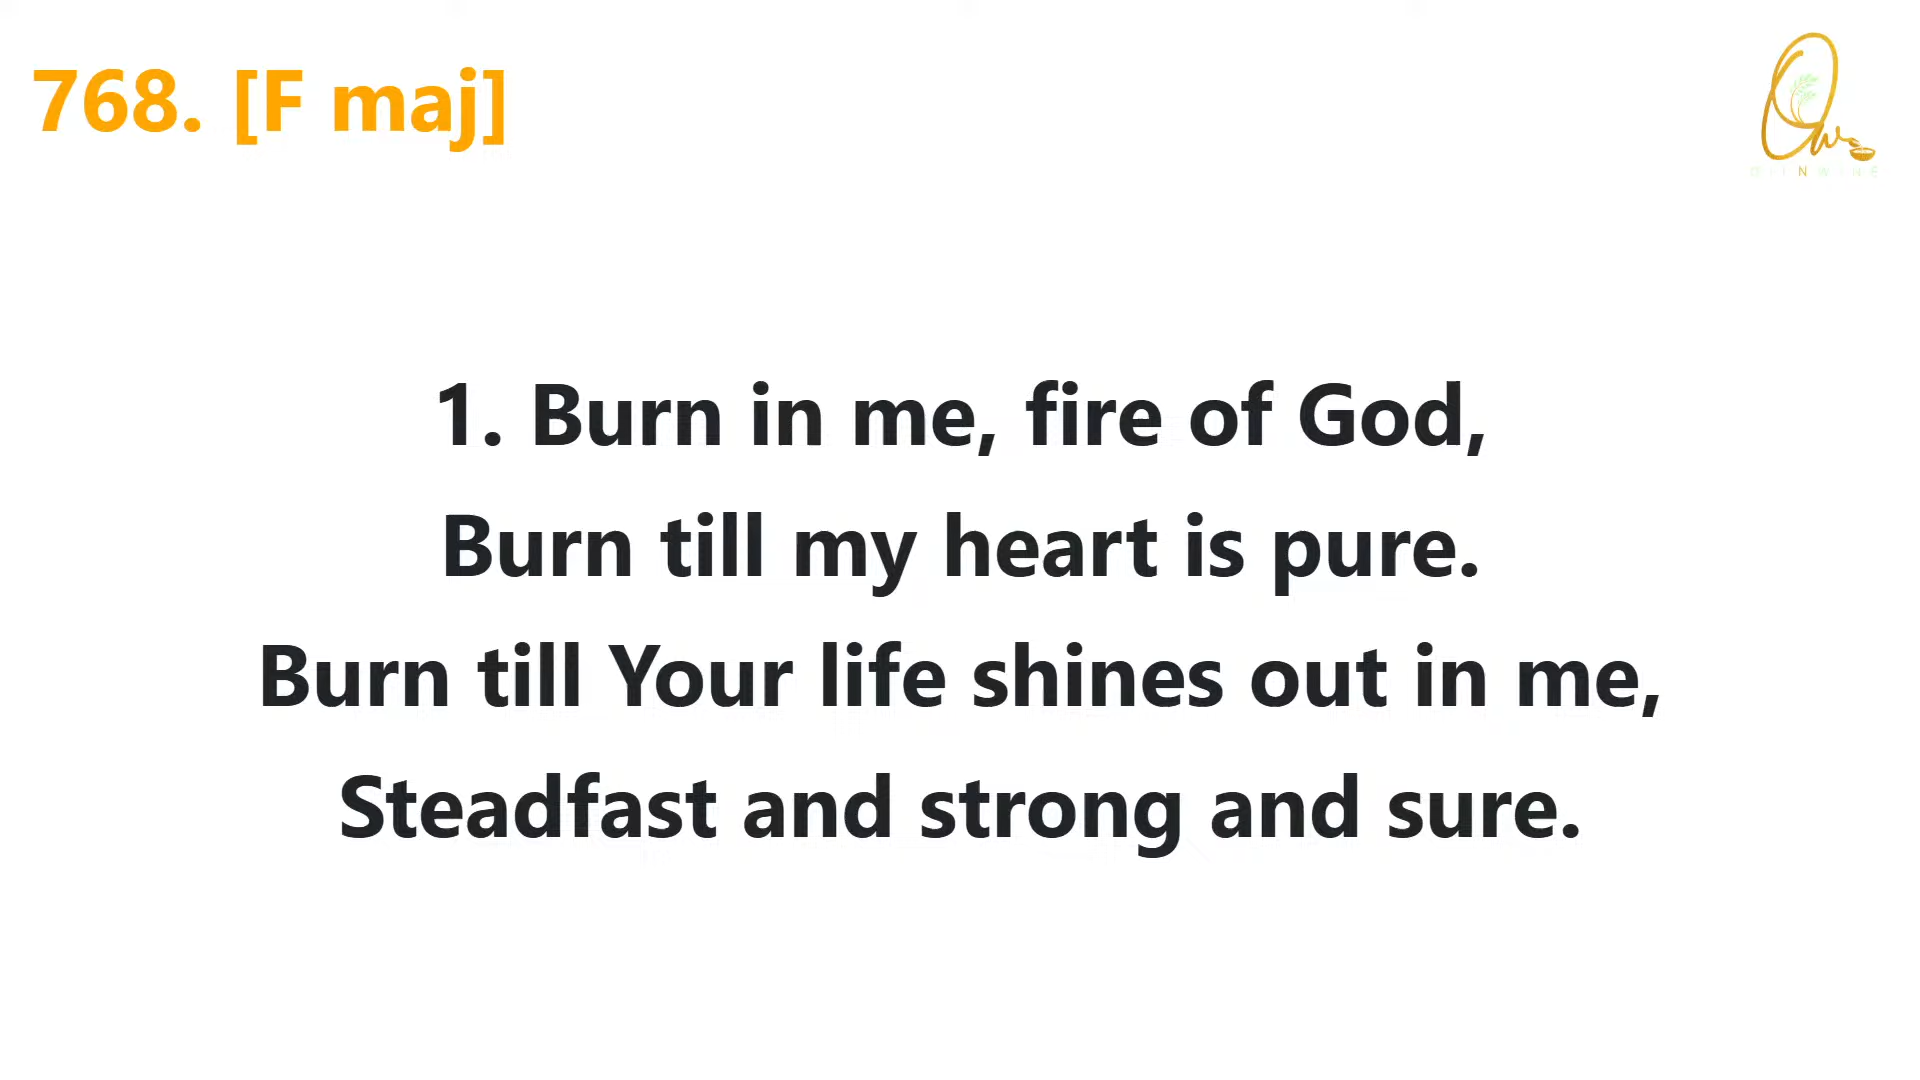 768. [F maj]
OILNWINE
1. Burn in me, fire of God,
Burn till my heart is pure.
Burn till Your life shines out in me,
Steadfast and strong and sure.